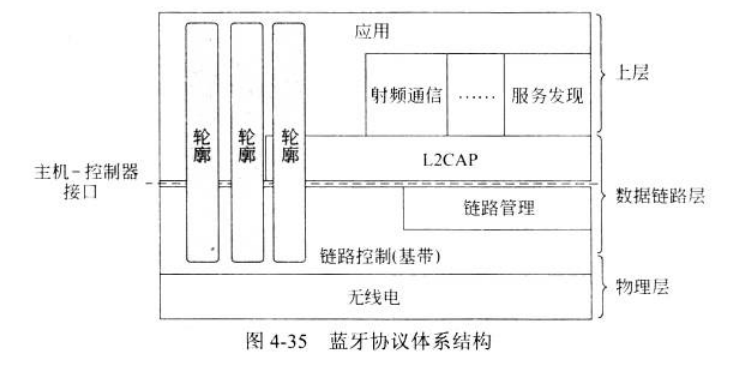 应用
上层
射频通信
……
服务发现
轮廓
轮廓
轮廓
L2CAP
主机-控制器
接口
数据链路层
链路管理
链路控制(基带)
物理层
无线电
图 4-35 蓝牙协议体系结构